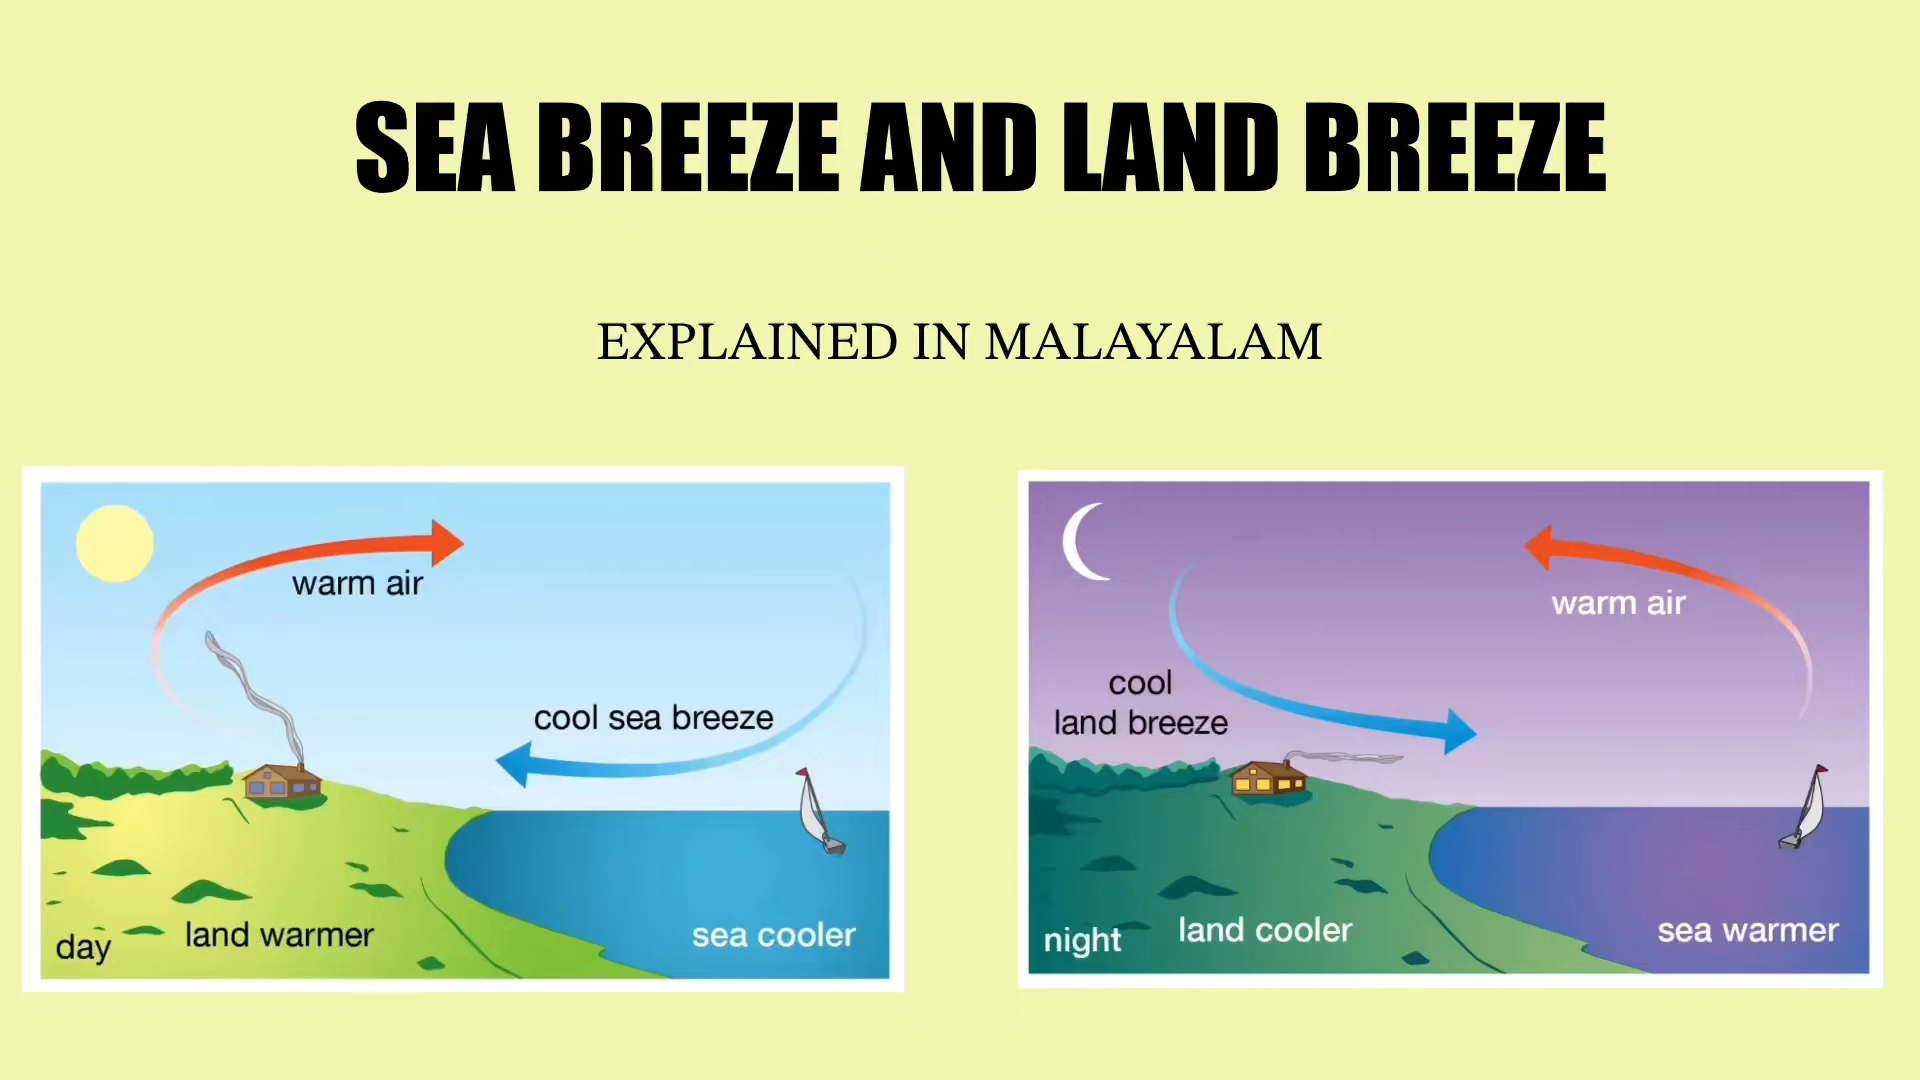 SEA BREEZE AND LAND BREEZE
EXPLAINED IN MALAYALAM
warm air
cool sea breeze
day
land warmer
sea cooler
warm air
cool
land breeze
night
land cooler
sea warmer